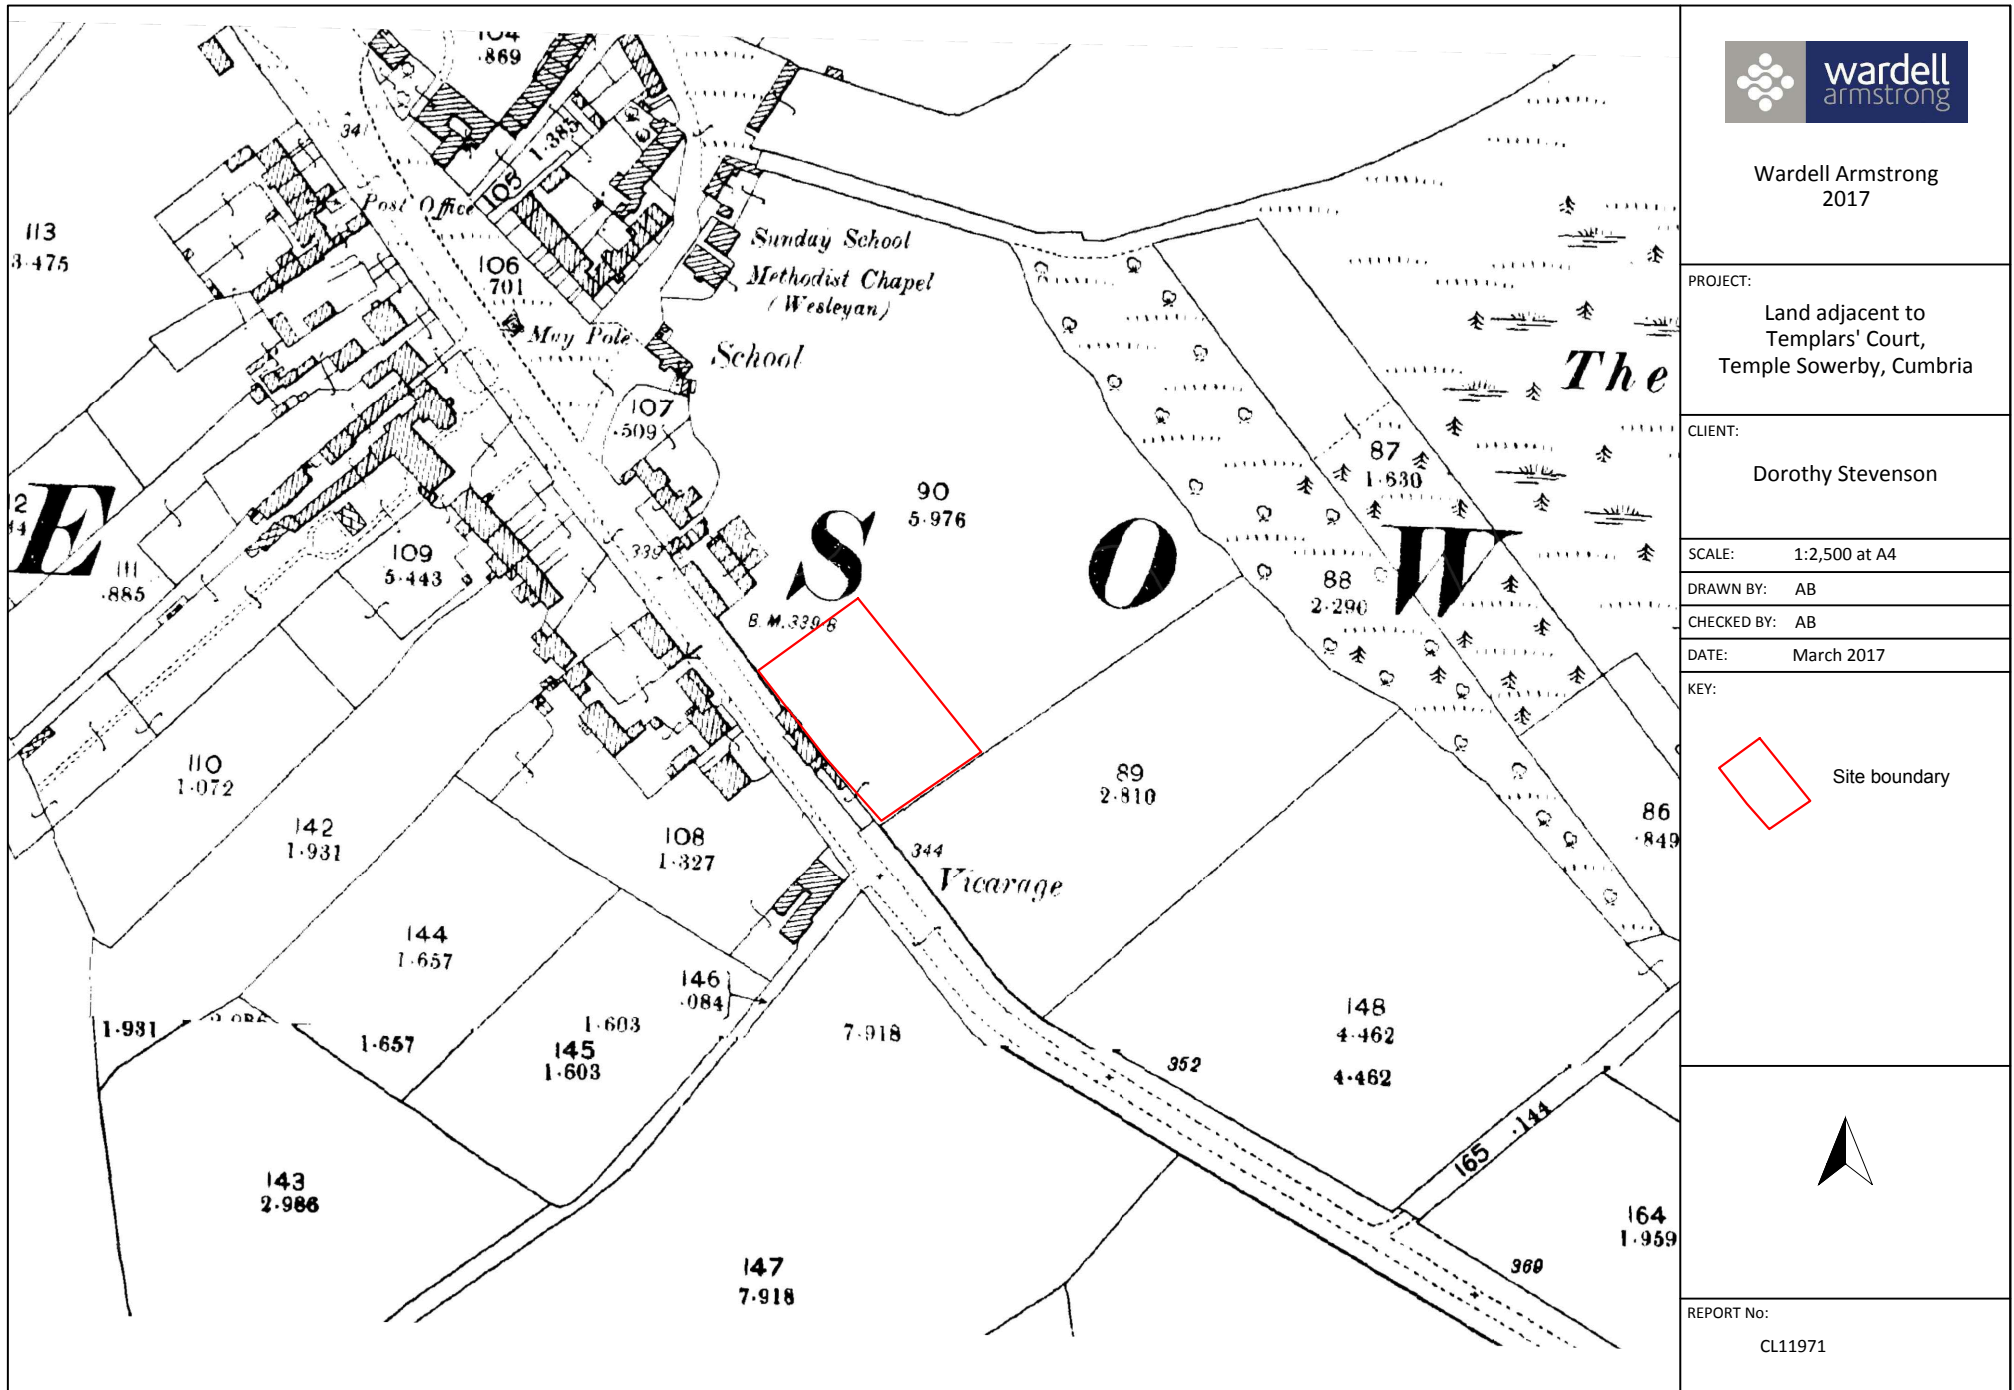 104
.869
34
1.383
105
Post Office
113
3.475
106
701
May Pole
Sunday School
Methodist Chapel
(Wesleyan)
School
107
.509
The
87
1.630
90
5.976
E
S
O
W
111
.885
109
5.443
339
B.M.339.8
88
2.290
110
1.072
142
1.931
108
1.327
89
2.810
86
.849
344
Vicarage
144
1.657
146
.084
1.931
1.657
1.603
145
1.603
7.918
148
4.462
4.462
352
165 .144
143
2.986
147
7.918
164
1.959
369
wardell
armstrong
Wardell Armstrong
2017
PROJECT:
Land adjacent to
Templars' Court,
Temple Sowerby, Cumbria
CLIENT:
Dorothy Stevenson
SCALE: 1:2,500 at A4
DRAWN BY: AB
CHECKED BY: AB
DATE: March 2017
KEY:
Site boundary
REPORT No:
CL11971